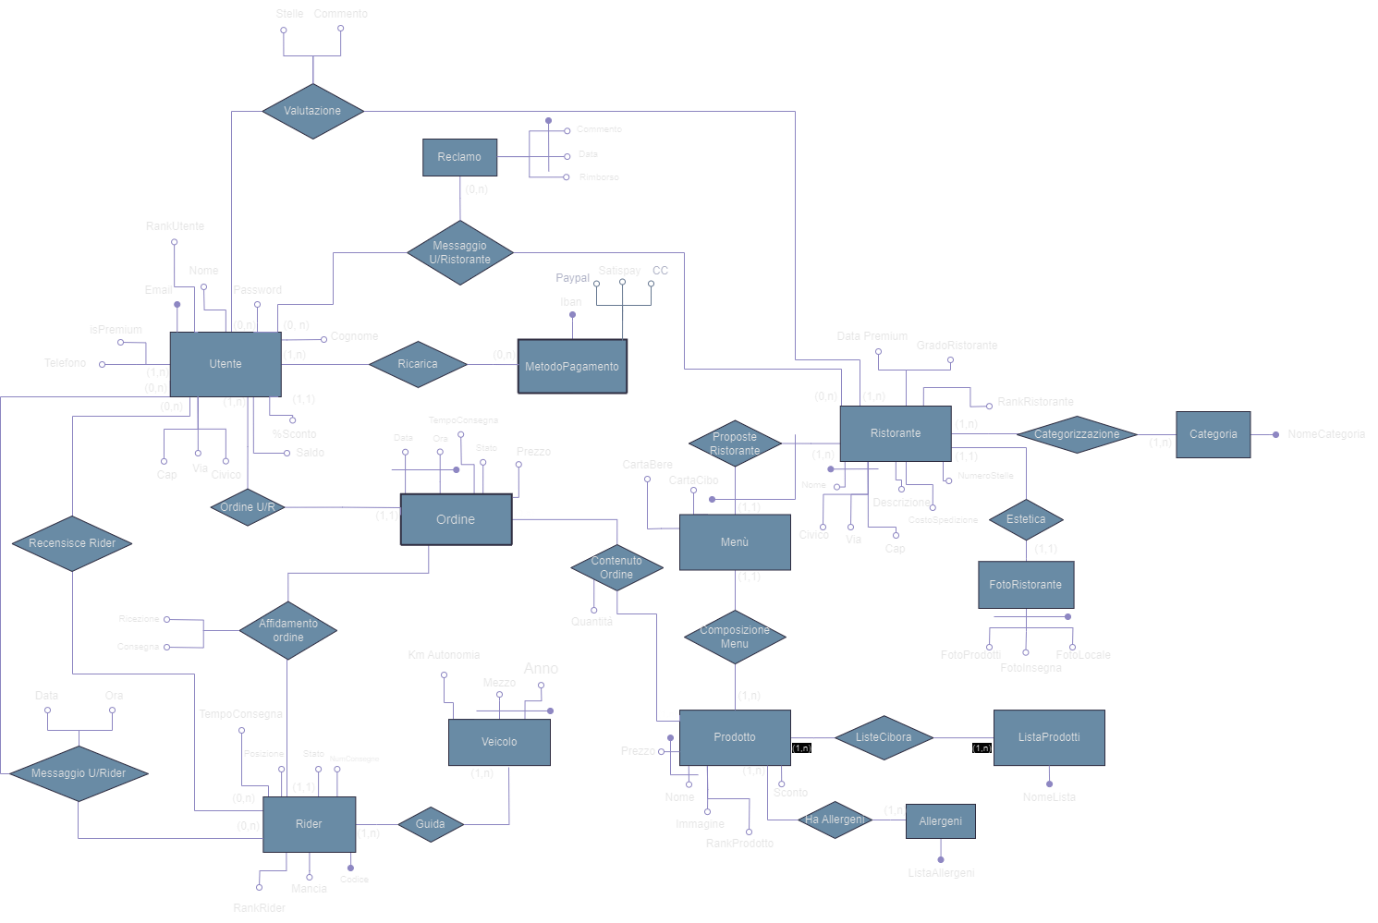 Stelle
Commento
Valutazione
Reclamo
Commento
Data
Rimborso
(0,n)
RankUtente
Nome
Email
Password
isPremium
Telefono
Messaggio
U/Ristorante
Paypal
Satispay
CC
Iban
(0,n)
(0, n)
Cognome
(1,n)
Utente
Ricarica
(0,n)
MetodoPagamento
(1,n)
(0,n)
(0,n)
(1,n)
(1,1)
%Sconto
Saldo
Cap
Via
Civico
Data Premium
GradoRistorante
RankRistorante
(0,n)
(1,n)
Ristorante
(1,n)
(1,n)
(1,1)
Categorizzazione
(1,n)
Categoria
NomeCategoria
Proposte
Ristorante
TempoConsegna
Data
Ora
Stato
Prezzo
CartaBere
CartaCibo
Nome
NumeroStelle
Descrizione
CostoSpedizione
Civico
Via
Cap
Ordine U/R
(1,1)
Ordine
(1,1)
Menù
(1,1)
Estetica
(1,1)
FotoRistorante
FotoProdotti
FotoInsegna
FotoLocale
Recensisce Rider
Contenuto
Ordine
Quantità
Composizione
Menu
(1,n)
Ricezione
Consegna
Affidamento
ordine
Km Autonomia
Mezzo
Anno
Veicolo
(1,n)
Data
Ora
Messaggio U/Rider
TempoConsegna
Posizione
Stato
(1,1)
(0,n)
(0,n)
Rider
(1,n)
Guida
RankRider
Mancia
Codice
Prezzo
Prodotto
(1,n)
(1,n)
ListeCibora
(1,n)
ListaProdotti
NomeLista
Nome
Immagine
RankProdotto
Sconto
Ha Allergeni
(1,n)
Allergeni
ListaAllergeni